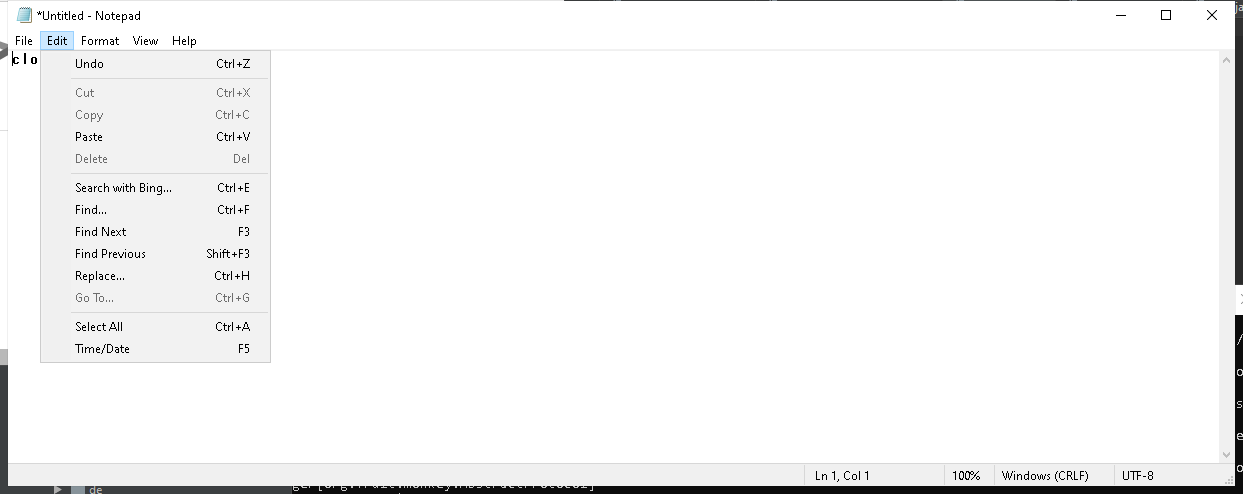 *Untitled - Notepad
File Edit Format View Help
clo
Undo Ctrl+Z
Cut Ctrl+X
Copy Ctrl+C
Paste Ctrl+V
Delete Del
Search with Bing... Ctrl+E
Find... Ctrl+F
Find Next F3
Find Previous Shift+F3
Replace... Ctrl+H
Go To... Ctrl+G
Select All Ctrl+A
Time/Date F5
Ln 1, Col 1 100% Windows (CRLF) UTF-8
de